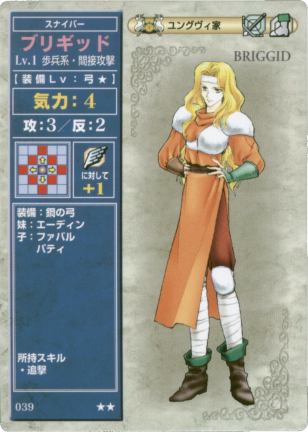 スナイパー
ブリギッド
Lv.1 歩兵系・間接攻撃
【装備Lv：弓★】
気力：4
攻：3／反：2
に対して
+1
装備：鋼の弓
妹：エーディン
子：ファバル
パティ
所持スキル
・追撃
039
★★
ユングヴィ家
BRIGGID